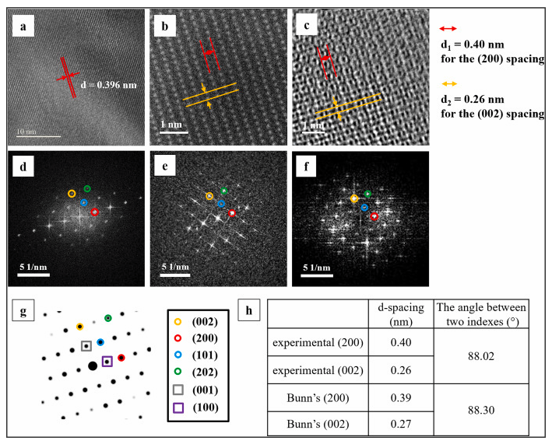 a
b
c
d = 0.396 nm
10 nm
1 nm
1 nm
d₁ = 0.40 nm
for the (200) spacing
d₂ = 0.26 nm
for the (002) spacing
d
e
f
5 1/nm
5 1/nm
5 1/nm
g
(002)
(200)
(101)
(202)
(001)
(100)
h
d-spacing
(nm)
The angle between
two indexes (°)
experimental (200) 0.40
88.02
experimental (002) 0.26
Bunn's (200) 0.39
88.30
Bunn's (002) 0.27